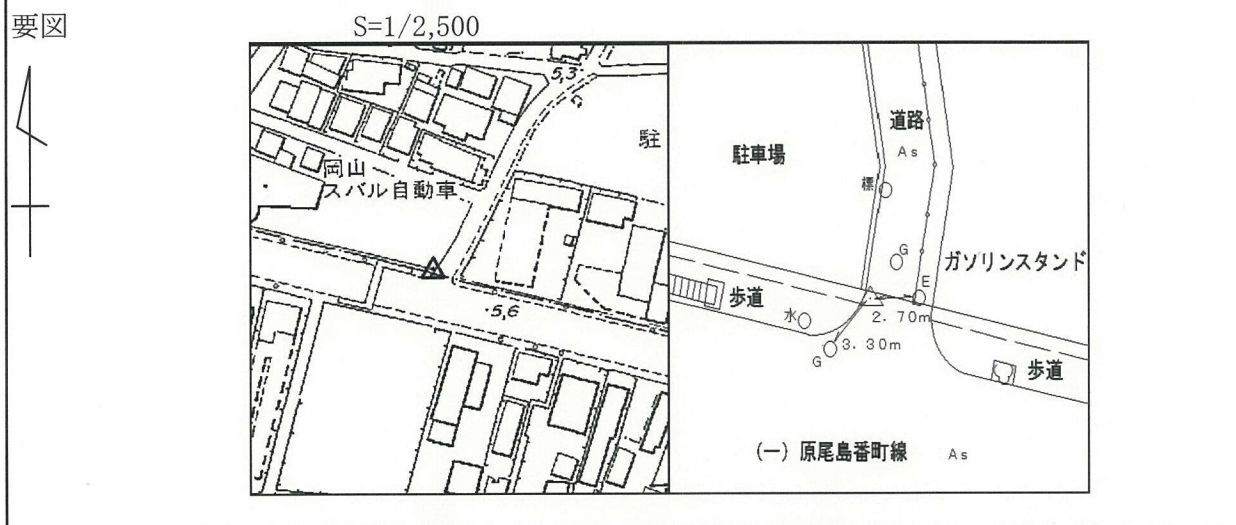 要図
S=1/2,500
5,3
駐
岡山
スバル自動車
5,6
道路
As
駐車場
標
G
ガソリンスタンド
E
歩道
2.70m
水
3.30m
G
歩道
(一) 原尾島番町線 As